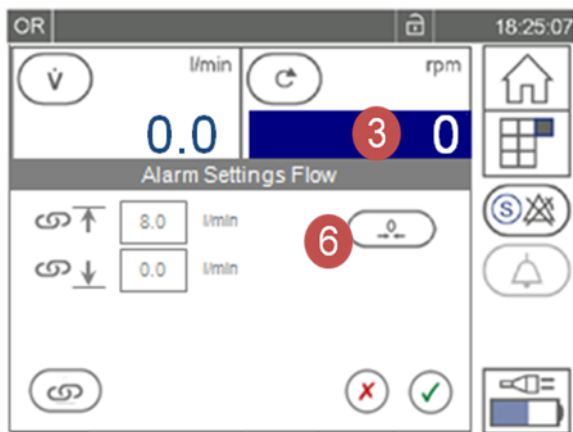 OR 18:25:07
V̇ l/min rpm
0.0 3 0
Alarm Settings Flow
8.0 l/min
6 0
0.0 l/min
S